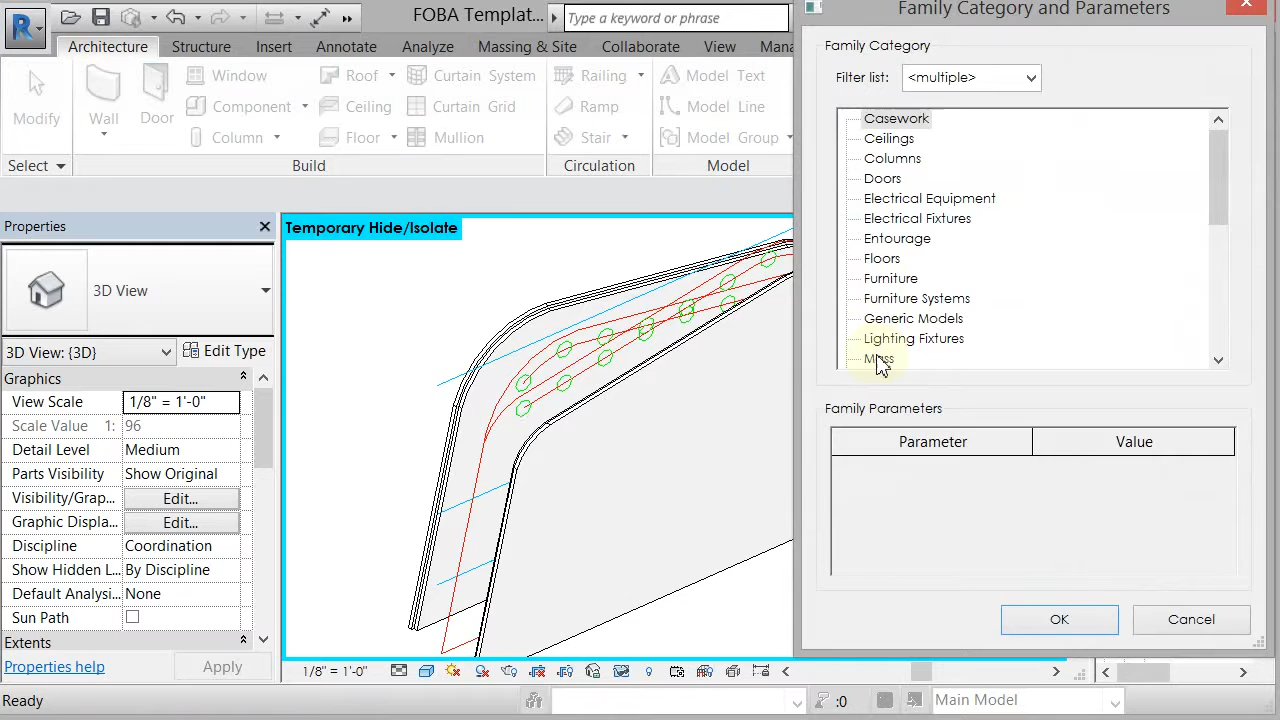 FOBA Templat...
Type a keyword or phrase
Family Category and Parameters
Architecture
Structure
Insert
Annotate
Analyze
Massing & Site
Collaborate
View
Mana
Modify
Wall
Door
Window
Component
Column
Roof
Ceiling
Floor
Curtain System
Curtain Grid
Mullion
Railing
Ramp
Stair
Model Text
Model Line
Model Group
Select
Build
Circulation
Model
Properties
3D View
3D View: {3D}
Edit Type
Graphics
View Scale 1/8" = 1'-0"
Scale Value 1: 96
Detail Level Medium
Parts Visibility Show Original
Visibility/Grap... Edit...
Graphic Displa... Edit...
Discipline Coordination
Show Hidden L... By Discipline
Default Analysi... None
Sun Path
Extents
Properties help
Apply
Temporary Hide/Isolate
1/8" = 1'-0"
Ready
:0
Main Model
Family Category
Filter list: <multiple>
Casework
Ceilings
Columns
Doors
Electrical Equipment
Electrical Fixtures
Entourage
Floors
Furniture
Furniture Systems
Generic Models
Lighting Fixtures
Mass
Family Parameters
Parameter Value
OK
Cancel